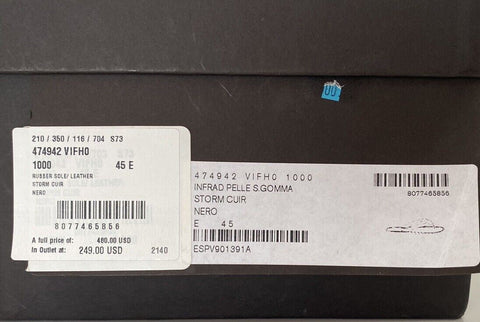 210 / 350 / 116 / 704 S73
474942 VIFH0
1000 45 E
RUBBER SOLE/ LEATHER
STORM CUIR
NERO
8077465856
A full price of: 480.00 USD
In Outlet at: 249.00 USD 2140
474942 VIFH0 1000
INFRAD PELLE S.GOMMA
STORM CUIR
NERO
E 45
ESPV901391A
8077465856